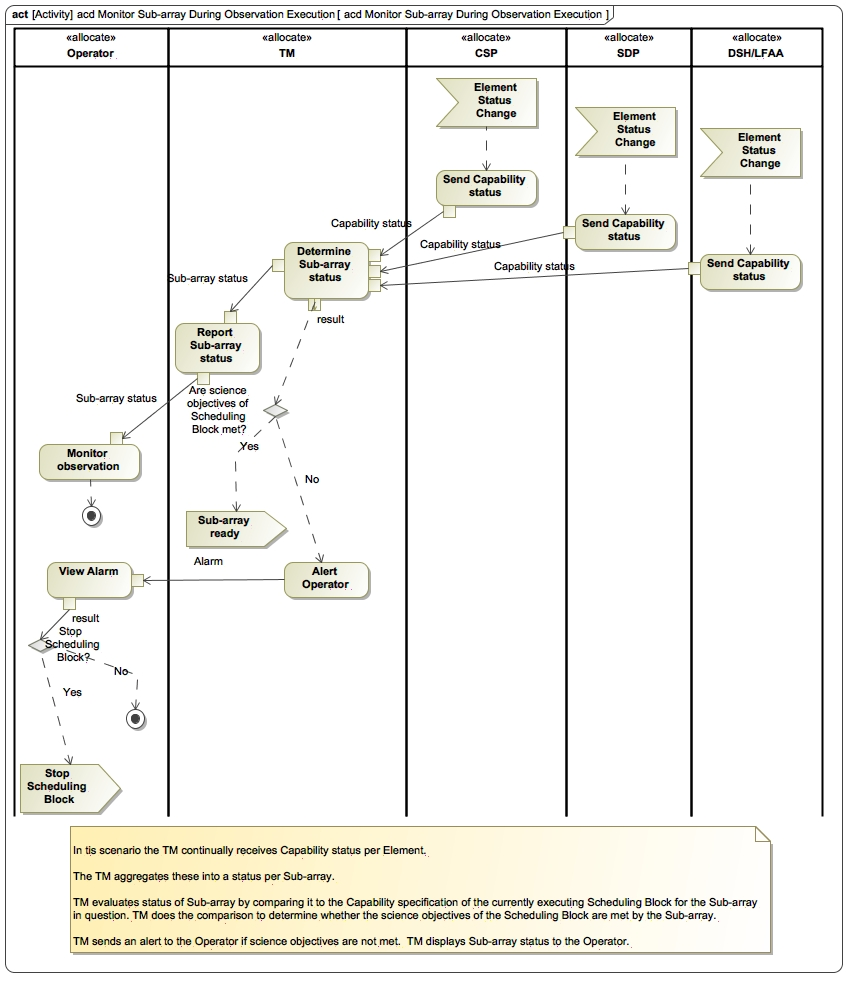 act [Activity] acd Monitor Sub-array During Observation Execution [ acd Monitor Sub-array During Observation Execution ]
«allocate»
Operator
«allocate»
TM
«allocate»
CSP
«allocate»
SDP
«allocate»
DSH/LFAA
Element
Status
Change
Element
Status
Change
Element
Status
Change
Send Capability
status
Send Capability
status
Send Capability
status
Capability status
Capability status
Capability status
Determine
Sub-array
status
Sub-array status
result
Report
Sub-array
status
Sub-array status
Are science
objectives of
Scheduling
Block met?
Yes
No
Monitor
observation
Sub-array
ready
Alarm
View Alarm
Alert
Operator
result
Stop
Scheduling
Block?
No
Yes
Stop
Scheduling
Block
In tis scenario the TM continually receives Capability status per Element.
The TM aggregates these into a status per Sub-array.
TM evaluates status of Sub-array by comparing it to the Capability specification of the currently executing Scheduling Block for the Sub-array
in question. TM does the comparison to determine whether the science objectives of the Scheduling Block are met by the Sub-array.
TM sends an alert to the Operator if science objectives are not met. TM displays Sub-array status to the Operator.